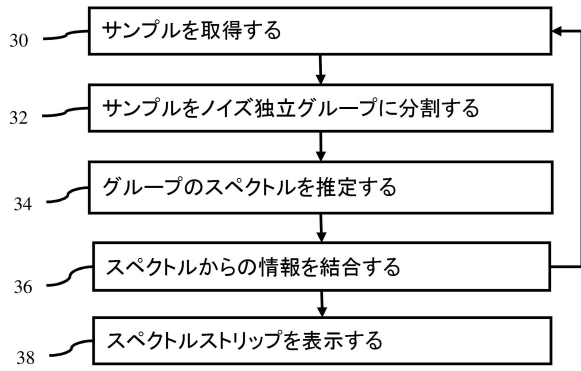 30 サンプルを取得する
32 サンプルをノイズ独立グループに分割する
34 グループのスペクトルを推定する
36 スペクトルからの情報を結合する
38 スペクトルストリップを表示する